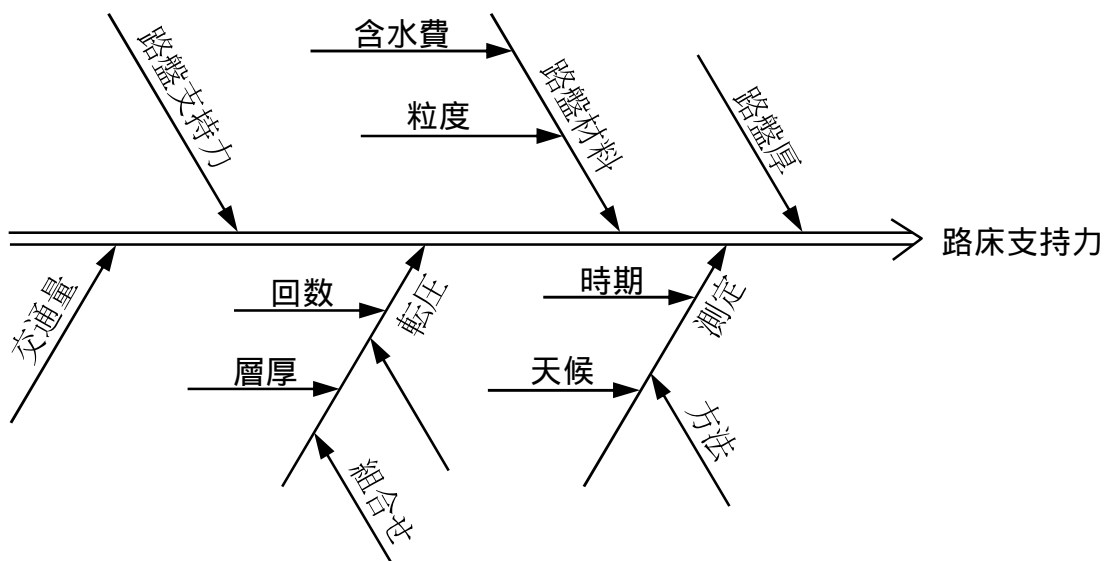 路盤支持力
含水費
粒度
路盤材料
路盤厚
路床支持力
交通量
回数
層厚
転圧
組合せ
時期
天候
測定
方法